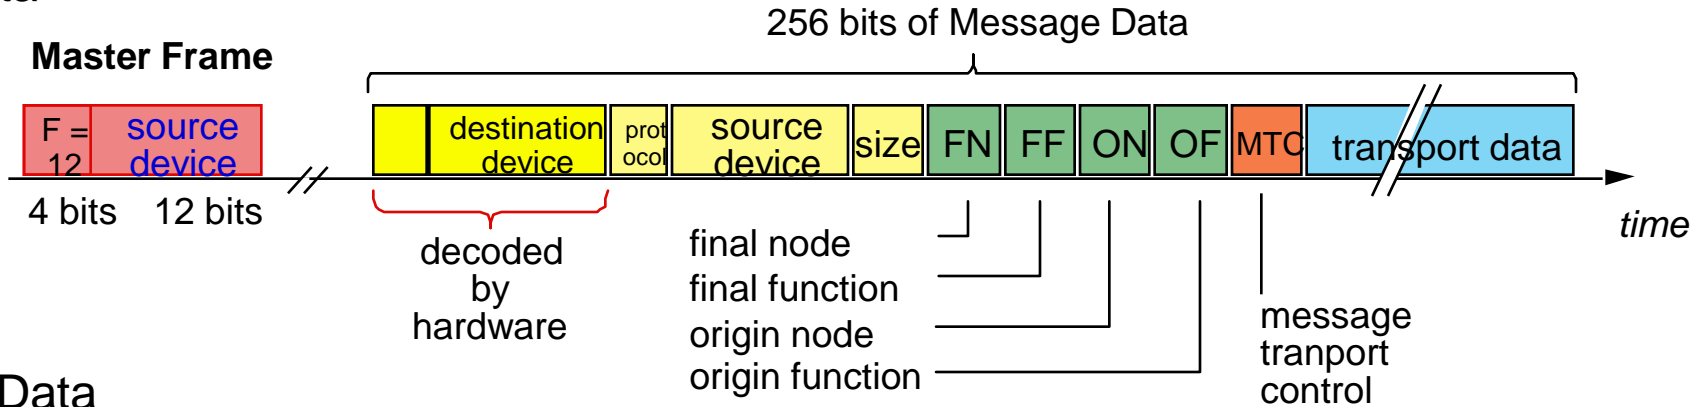 256 bits of Message Data
Master Frame
F =
12
source
device
destination
device
prot
ocol
source
device
size
FN
FF
ON
OF
MTC
transport data
4 bits
12 bits
time
decoded
by
hardware
final node
final function
origin node
origin function
message
tranport
control
Data